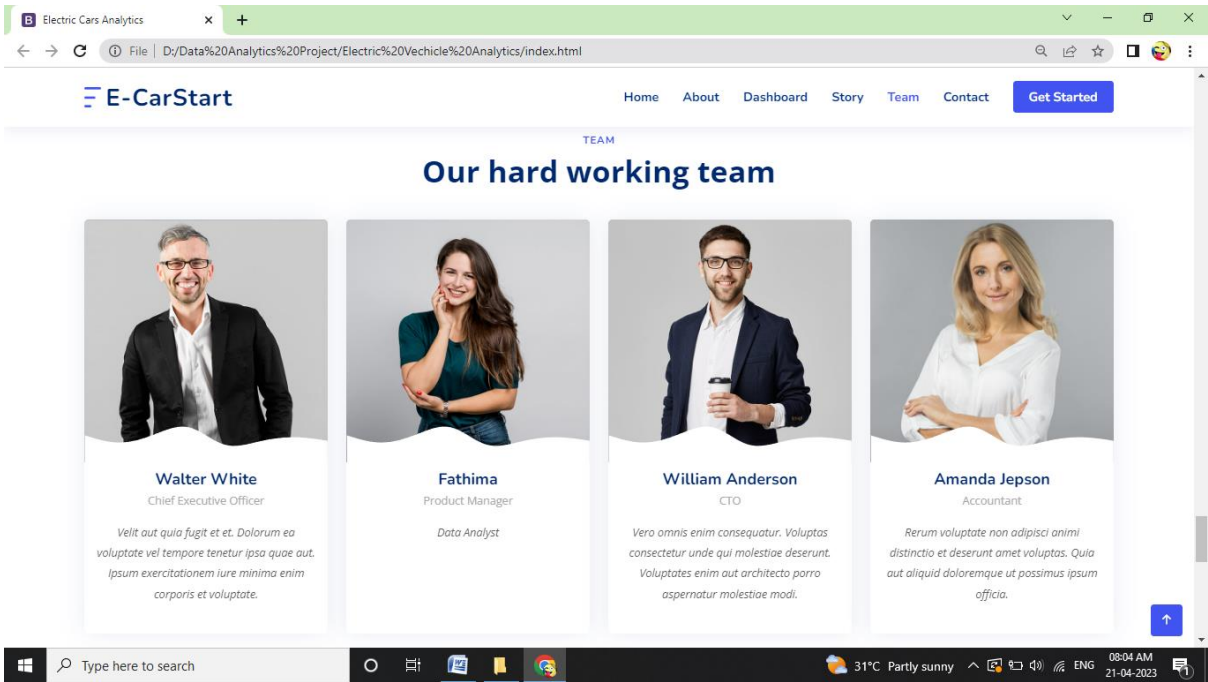 B Electric Cars Analytics
File | D:/Data%20Analytics%20Project/Electric%20Vechicle%20Analytics/index.html
E-CarStart Home About Dashboard Story Team Contact Get Started
TEAM
Our hard working team
Walter White
Chief Executive Officer
Velit aut quia fugit et et. Dolorum ea
voluptate vel tempore tenetur ipsa quae aut.
Ipsum exercitationem iure minima enim
corporis et voluptate.
Fathima
Product Manager
Data Analyst
William Anderson
CTO
Vero omnis enim consequatur. Voluptas
consectetur unde qui molestiae deserunt.
Voluptates enim aut architecto porro
aspernatur molestiae modi.
Amanda Jepson
Accountant
Rerum voluptate non adipisci animi
distinctio et deserunt amet voluptas. Quia
aut aliquid doloremque ut possimus ipsum
officia.
Type here to search
31°C Partly sunny
ENG
08:04 AM
21-04-2023
1